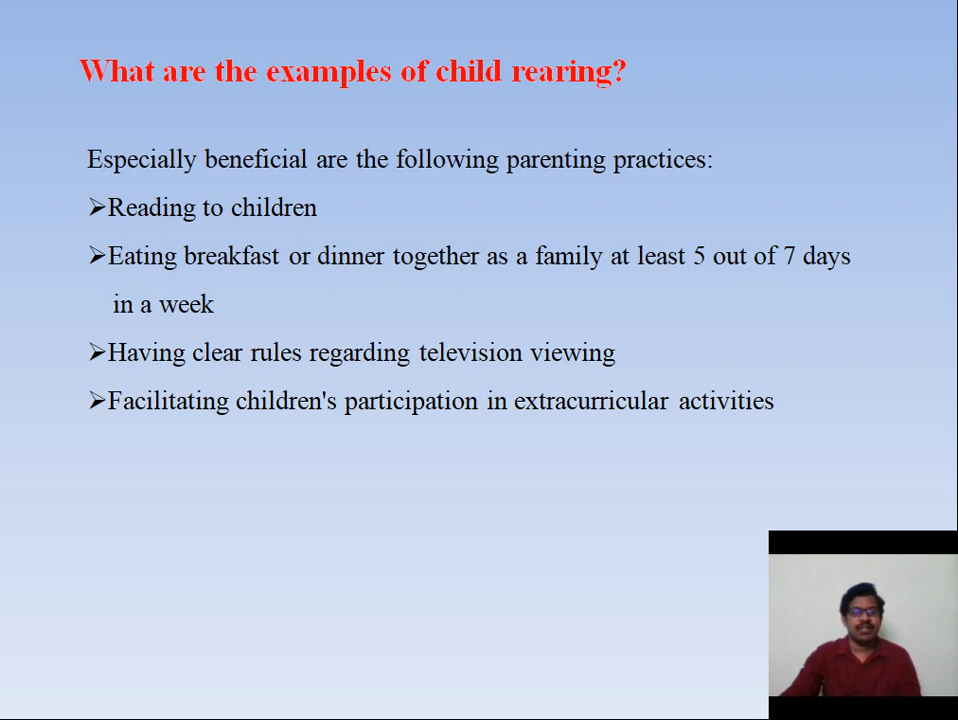 What are the examples of child rearing?
Especially beneficial are the following parenting practices:
➢Reading to children
➢Eating breakfast or dinner together as a family at least 5 out of 7 days
in a week
➢Having clear rules regarding television viewing
➢Facilitating children's participation in extracurricular activities